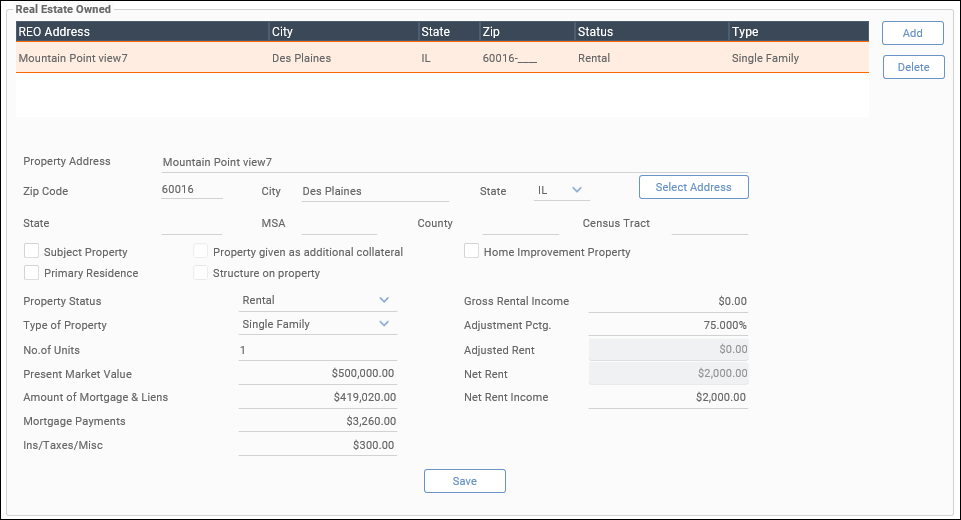 Real Estate Owned
REO Address City State Zip Status Type
Add
Mountain Point view7 Des Plaines IL 60016-____ Rental Single Family
Delete
Property Address Mountain Point view7
Zip Code 60016 City Des Plaines State IL Select Address
State MSA County Census Tract
Subject Property Property given as additional collateral Home Improvement Property
Primary Residence Structure on property
Property Status Rental Gross Rental Income $0.00
Type of Property Single Family Adjustment Pctg. 75.000%
No.of Units 1 Adjusted Rent $0.00
Present Market Value $500,000.00 Net Rent $2,000.00
Amount of Mortgage & Liens $419,020.00 Net Rent Income $2,000.00
Mortgage Payments $3,260.00
Ins/Taxes/Misc $300.00
Save